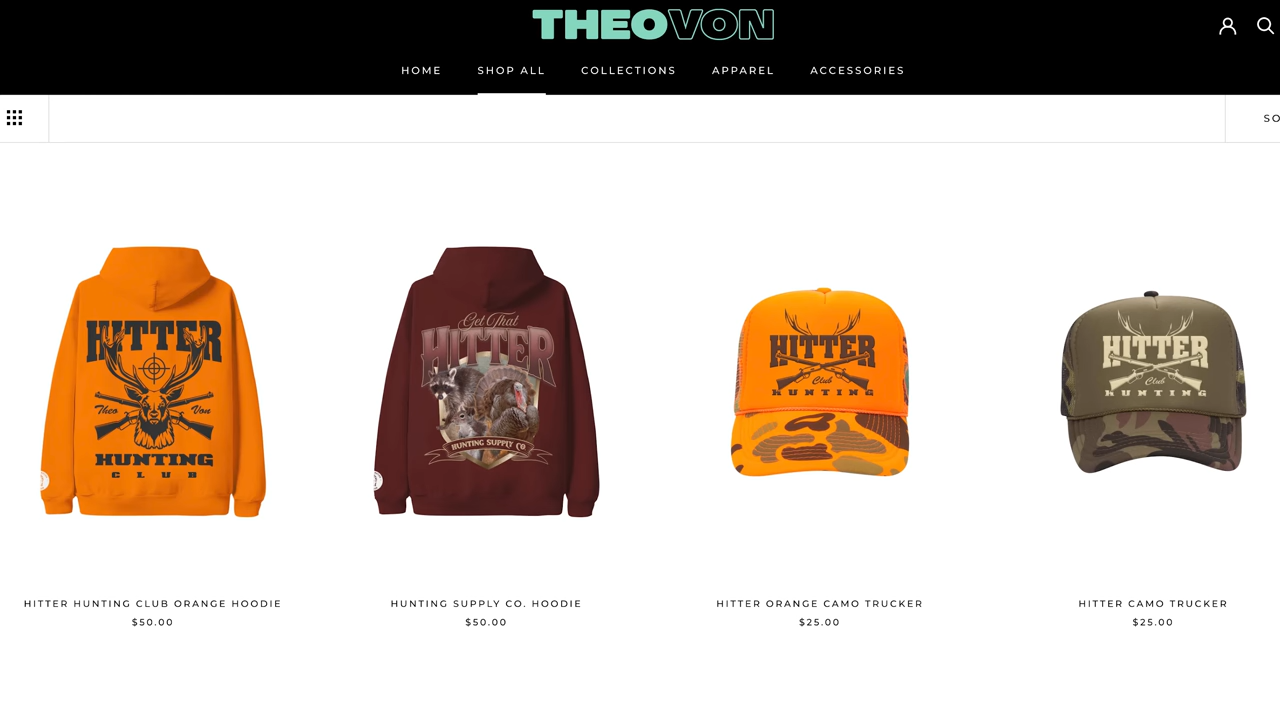 THEOVON
HOME SHOP ALL COLLECTIONS APPAREL ACCESSORIES
SO
HITTER
Theo Von
HUNTING
CLUB
Get That
HITTER
HUNTING SUPPLY CO.
HITTER
Club
HUNTING
HITTER
Club
HUNTING
HITTER HUNTING CLUB ORANGE HOODIE
$50.00
HUNTING SUPPLY CO. HOODIE
$50.00
HITTER ORANGE CAMO TRUCKER
$25.00
HITTER CAMO TRUCKER
$25.00